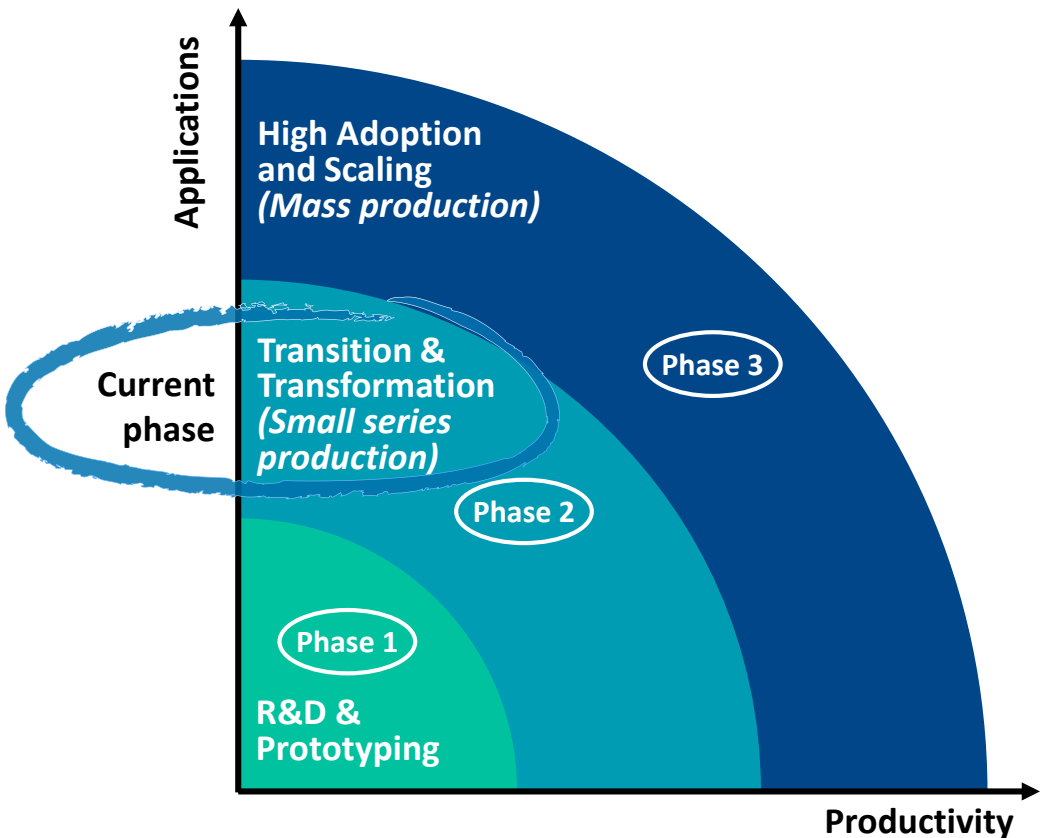 Applications
High Adoption
and Scaling
(Mass production)
Phase 3
Current
phase
Transition &
Transformation
(Small series
production)
Phase 2
Phase 1
R&D &
Prototyping
Productivity